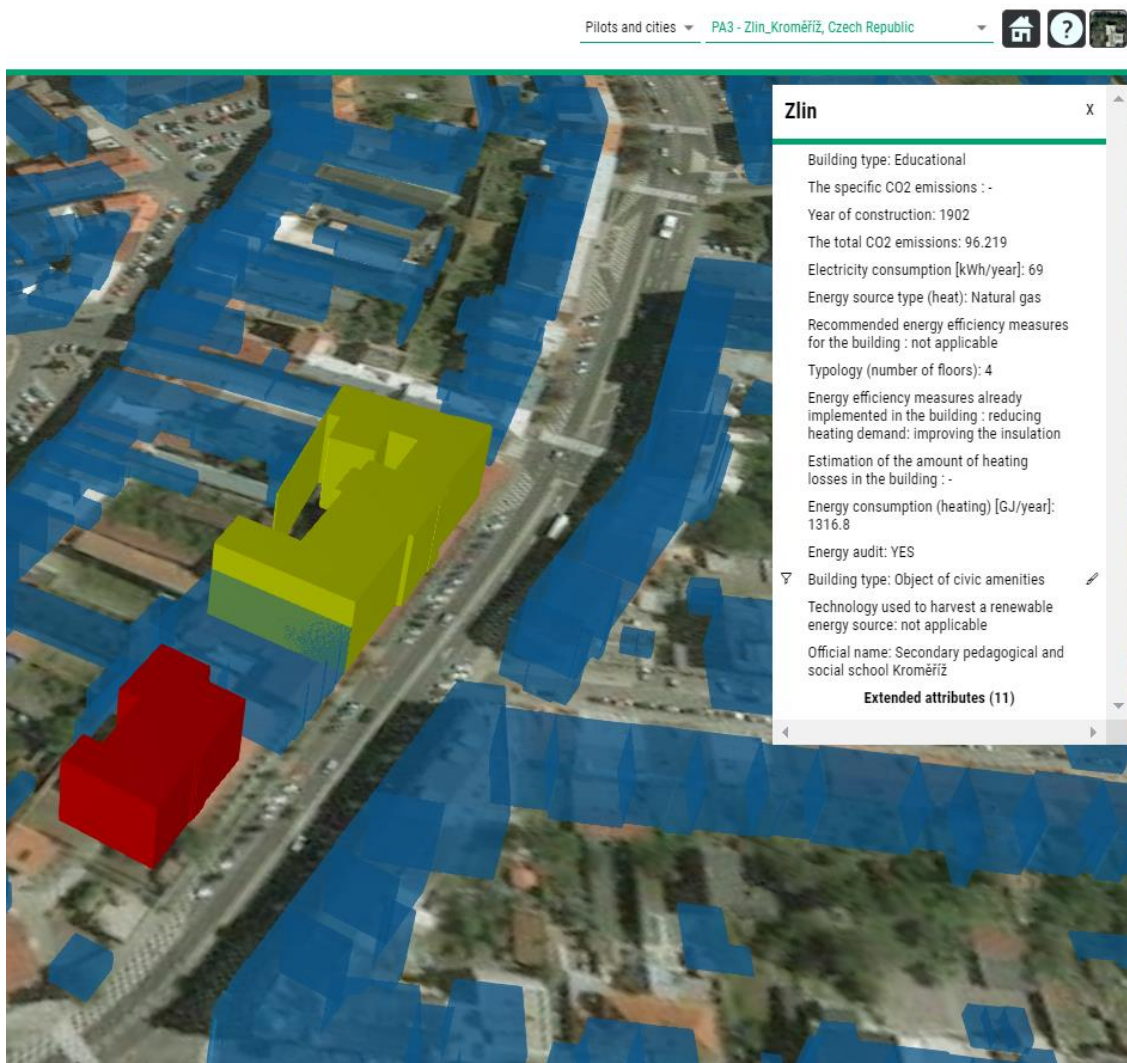 Pilots and cities PA3 - Zlin_Kroměříž, Czech Republic ?
Zlin X
Building type: Educational
The specific CO2 emissions : -
Year of construction: 1902
The total CO2 emissions: 96.219
Electricity consumption [kWh/year]: 69
Energy source type (heat): Natural gas
Recommended energy efficiency measures
for the building : not applicable
Typology (number of floors): 4
Energy efficiency measures already
implemented in the building : reducing
heating demand: improving the insulation
Estimation of the amount of heating
losses in the building : -
Energy consumption (heating) [GJ/year]:
1316.8
Energy audit: YES
Building type: Object of civic amenities
Technology used to harvest a renewable
energy source: not applicable
Official name: Secondary pedagogical and
social school Kroměříž
Extended attributes (11)